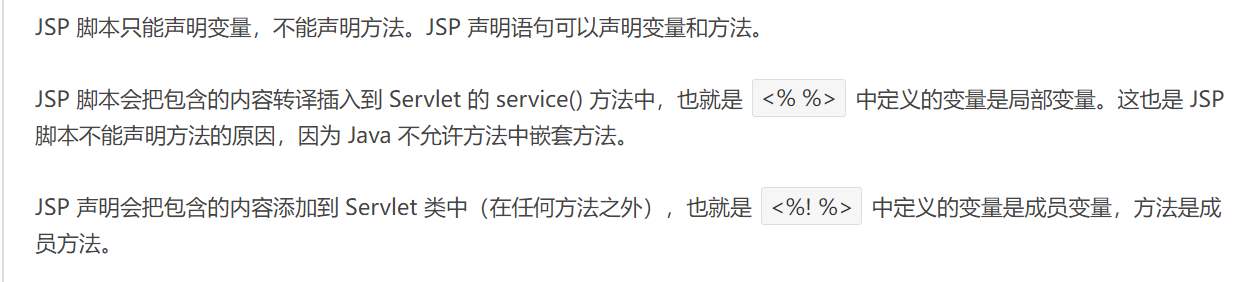 JSP 脚本只能声明变量，不能声明方法。JSP 声明语句可以声明变量和方法。
JSP 脚本会把包含的内容转译插入到 Servlet 的 service() 方法中，也就是 <% %> 中定义的变量是局部变量。这也是 JSP
脚本不能声明方法的原因，因为 Java 不允许方法中嵌套方法。
JSP 声明会把包含的内容添加到 Servlet 类中（在任何方法之外），也就是 <%! %> 中定义的变量是成员变量，方法是成
员方法。